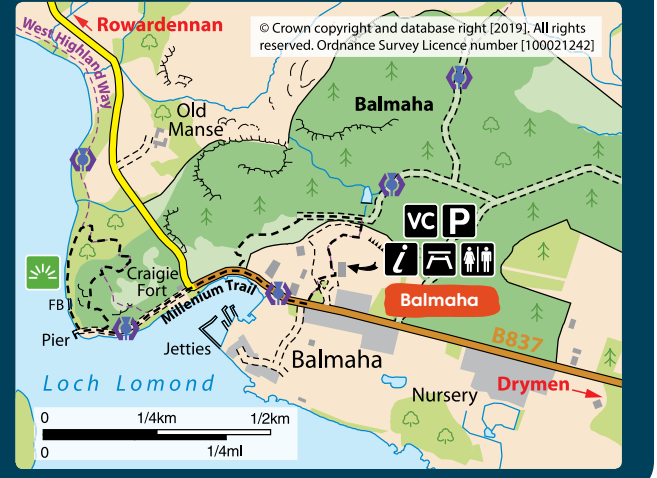 Rowardennan
© Crown copyright and database right [2019]. All rights
reserved. Ordnance Survey Licence number [100021242]
West Highland Way
Balmaha
Old
Manse
VC P
i
Craigie
Fort
Millenium Trail
Balmaha
FB
Pier
Jetties
B837
Balmaha
Loch Lomond
Drymen
Nursery
0 1/4km 1/2km
0 1/4ml